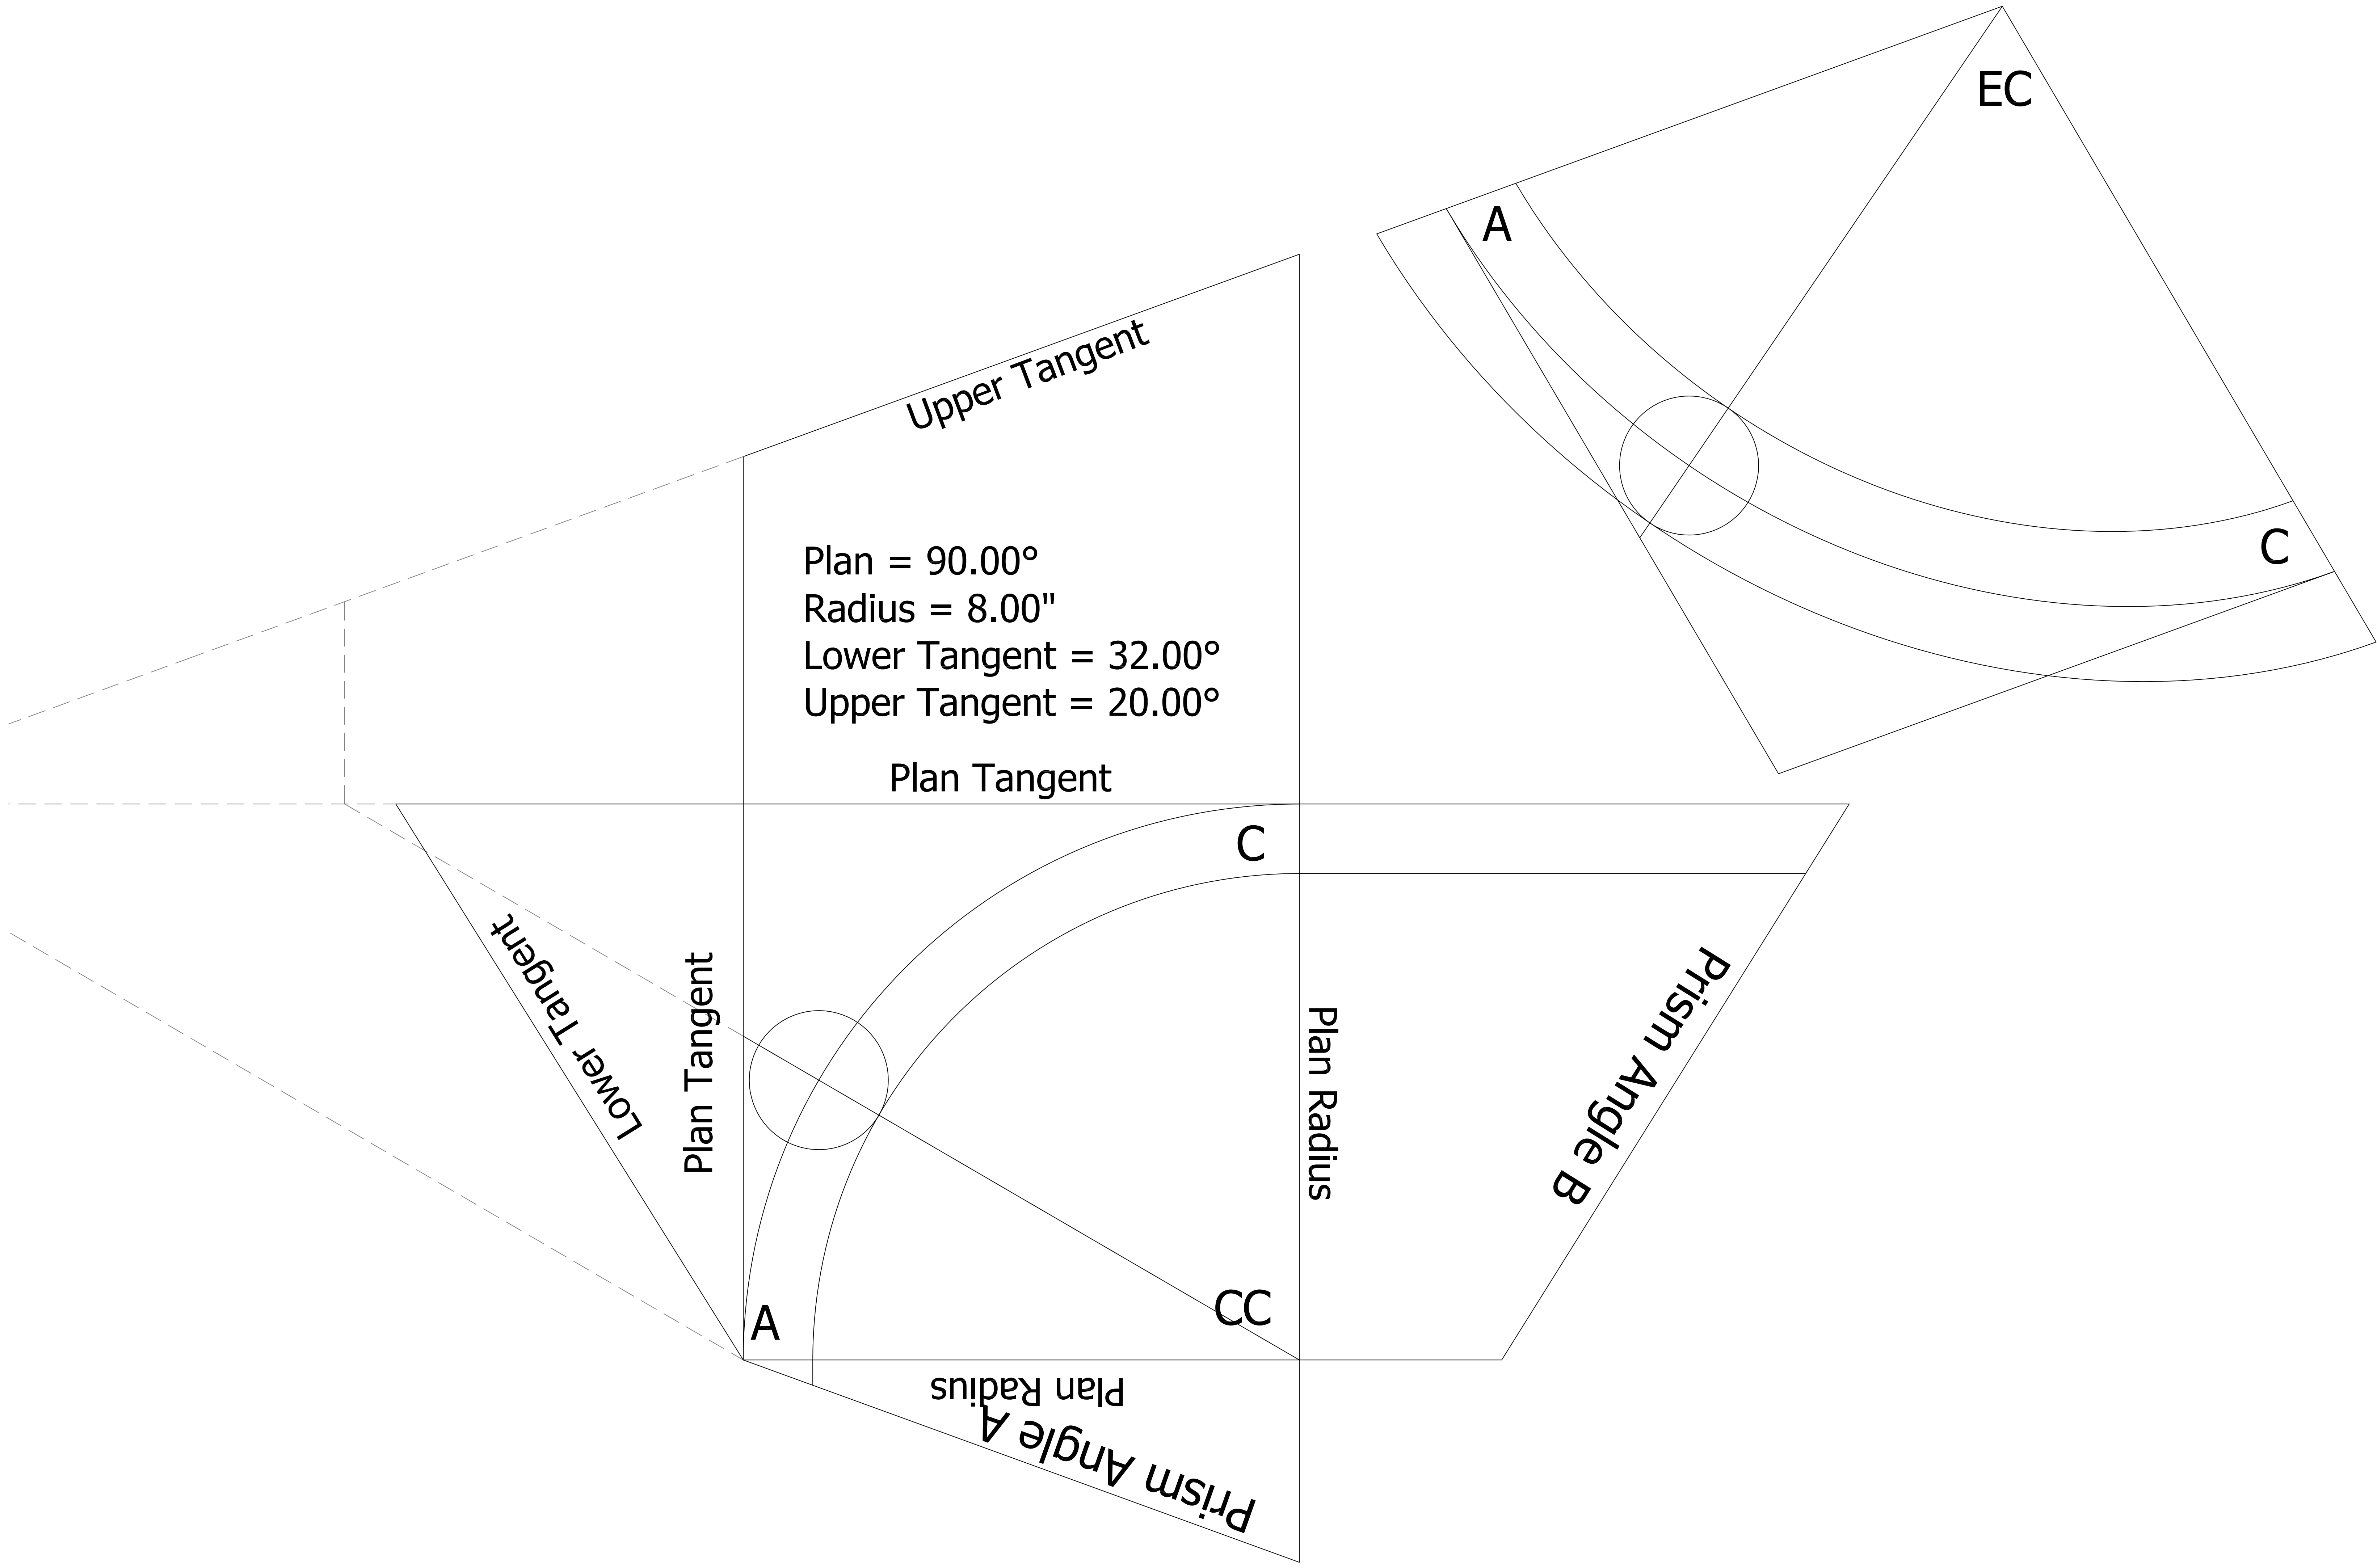 EC
A
Upper Tangent
Plan = 90.00°
Radius = 8.00"
Lower Tangent = 32.00°
Upper Tangent = 20.00°
C
Plan Tangent
C
Lower Tangent
Plan Tangent
Plan Radius
Prism Angle B
A
CC
Plan Radius
Prism Angle A